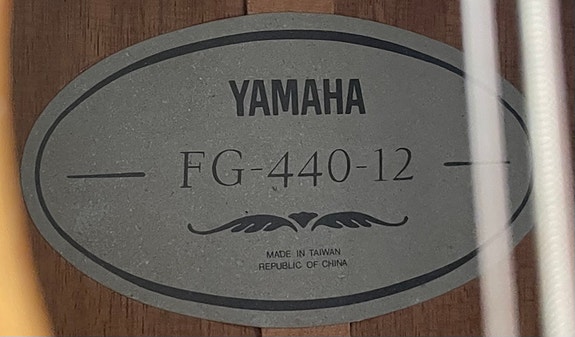 YAMAHA
FG-440-12
MADE IN TAIWAN
REPUBLIC OF CHINA